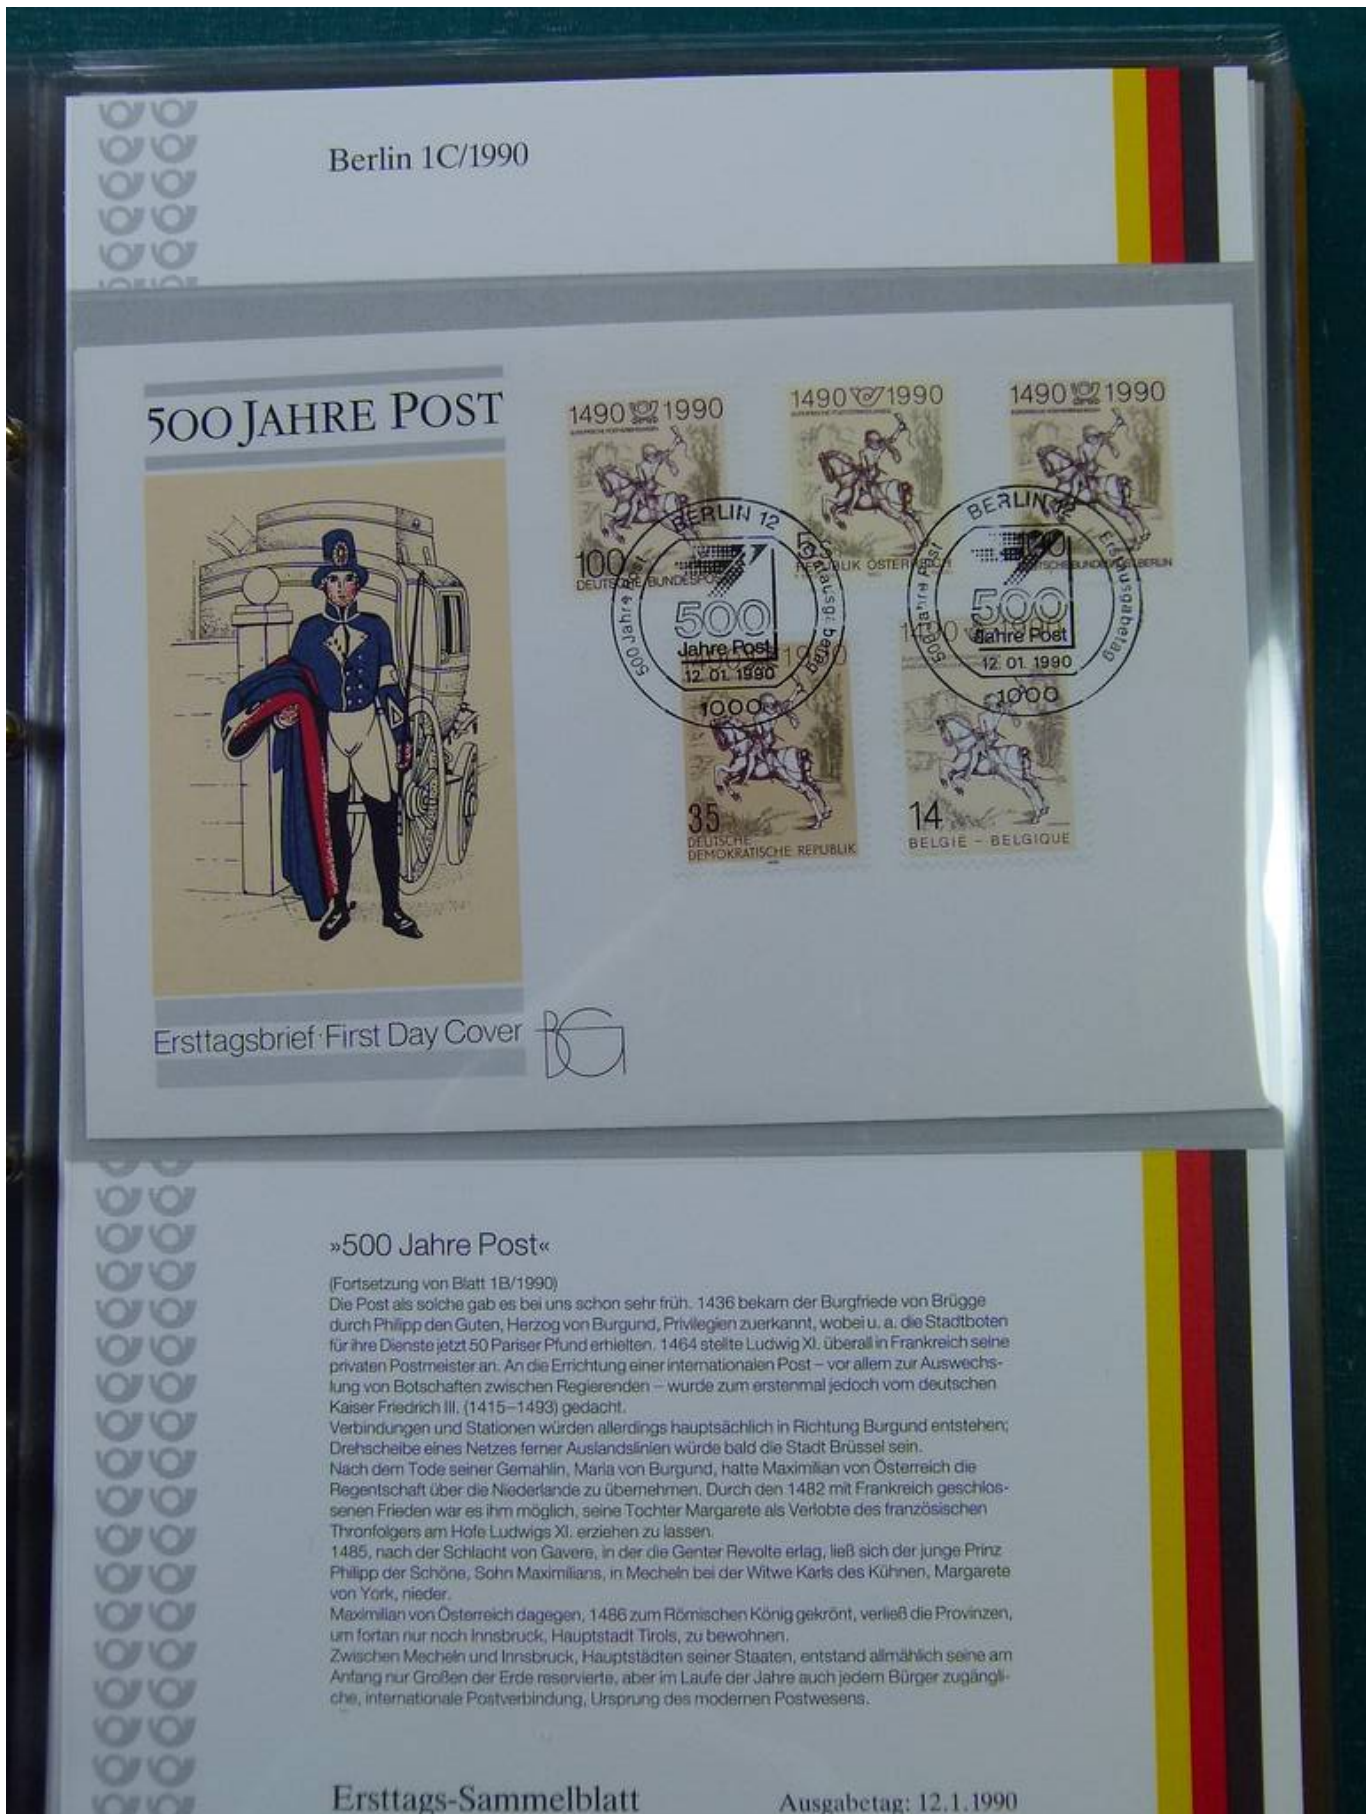 Berlin 1C/1990
500 JAHRE POST
1490 1990
1490 1990
1490 1990
100
DEUTSCHE BUNDESPOST
5
REPUBLIK ÖSTERREICH
100
DEUTSCHE BUNDESPOST BERLIN
BERLIN 12
500 Jahre Post
Erstausgabetag
500
Jahre Post
12. 01. 1990
1000
BERLIN 12
500 Jahre Post
Erstausgabetag
500
Jahre Post
12. 01. 1990
1000
35
DEUTSCHE
DEMOKRATISCHE REPUBLIK
14
BELGIË – BELGIQUE
Ersttagsbrief·First Day Cover
»500 Jahre Post«
(Fortsetzung von Blatt 1B/1990)
Die Post als solche gab es bei uns schon sehr früh. 1436 bekam der Burgfriede von Brügge
durch Philipp den Guten, Herzog von Burgund, Privilegien zuerkannt, wobei u. a. die Stadtboten
für ihre Dienste jetzt 50 Pariser Pfund erhielten. 1464 stellte Ludwig XI. überall in Frankreich seine
privaten Postmeister an. An die Errichtung einer internationalen Post – vor allem zur Auswechs-
lung von Botschaften zwischen Regierenden – wurde zum erstenmal jedoch vom deutschen
Kaiser Friedrich III. (1415–1493) gedacht.
Verbindungen und Stationen würden allerdings hauptsächlich in Richtung Burgund entstehen;
Drehscheibe eines Netzes ferner Auslandslinien würde bald die Stadt Brüssel sein.
Nach dem Tode seiner Gemahlin, Maria von Burgund, hatte Maximilian von Österreich die
Regentschaft über die Niederlande zu übernehmen. Durch den 1482 mit Frankreich geschlos-
senen Frieden war es ihm möglich, seine Tochter Margarete als Verlobte des französischen
Thronfolgers am Hofe Ludwigs XI. erziehen zu lassen.
1485, nach der Schlacht von Gavere, in der die Genter Revolte erlag, ließ sich der junge Prinz
Philipp der Schöne, Sohn Maximilians, in Mecheln bei der Witwe Karls des Kühnen, Margarete
von York, nieder.
Maximilian von Österreich dagegen, 1486 zum Römischen König gekrönt, verließ die Provinzen,
um fortan nur noch Innsbruck, Hauptstadt Tirols, zu bewohnen.
Zwischen Mecheln und Innsbruck, Hauptstädten seiner Staaten, entstand allmählich seine am
Anfang nur Großen der Erde reservierte, aber im Laufe der Jahre auch jedem Bürger zugängli-
che, internationale Postverbindung, Ursprung des modernen Postwesens.
Ersttags-Sammelblatt
Ausgabetag: 12.1.1990